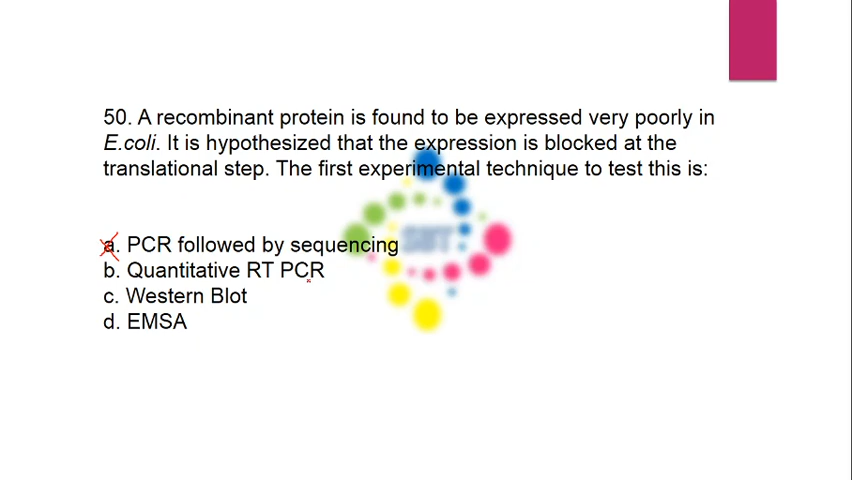 50. A recombinant protein is found to be expressed very poorly in
E.coli. It is hypothesized that the expression is blocked at the
translational step. The first experimental technique to test this is:
a. PCR followed by sequencing
b. Quantitative RT PCR
c. Western Blot
d. EMSA